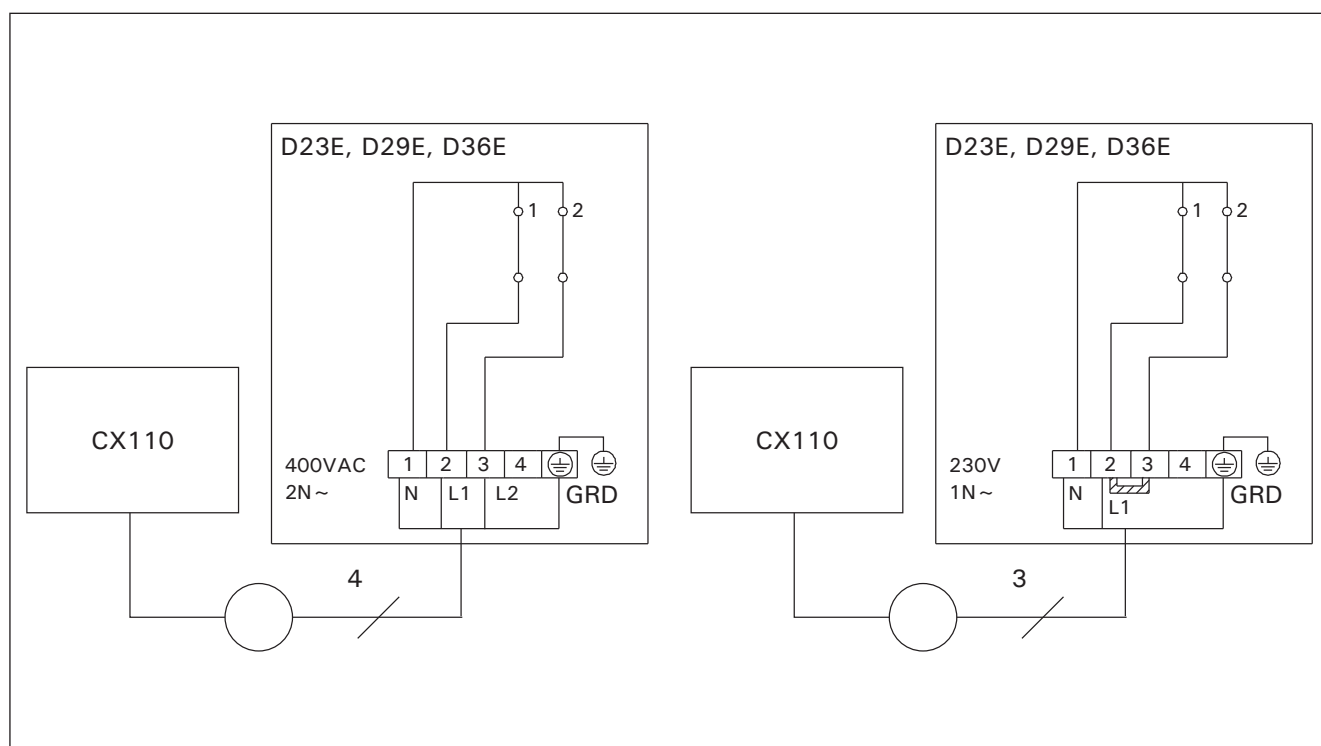 D23E, D29E, D36E
1 2
CX110
400VAC 1 2 3 4
2N~ N L1 L2 GRD
4
D23E, D29E, D36E
1 2
CX110
230V 1 2 3 4
1N~ N L1 GRD
3